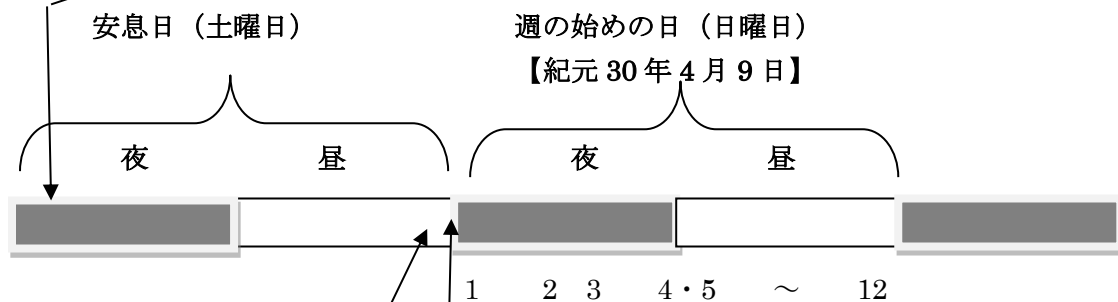 安息日（土曜日） 週の始めの日（日曜日）
【紀元 30 年 4 月 9 日】
夜 昼 夜 昼
1 2 3 4・5 ～ 12